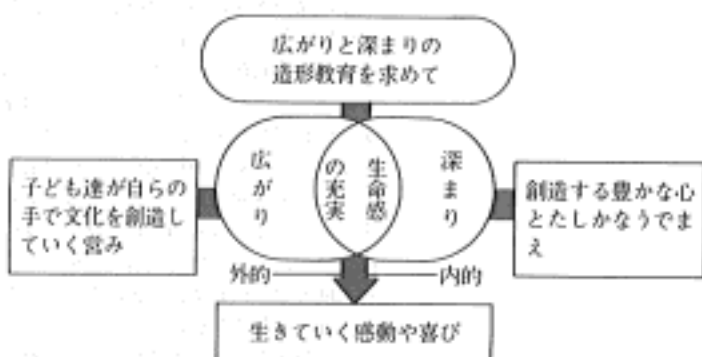 広がりと深まりの
造形教育を求めて
広がり
生命感
の充実
深まり
子ども達が自らの
手で文化を創造し
ていく営み
創造する豊かな心
とたしかなうでま
え
外的
内的
生きていく感動や喜び